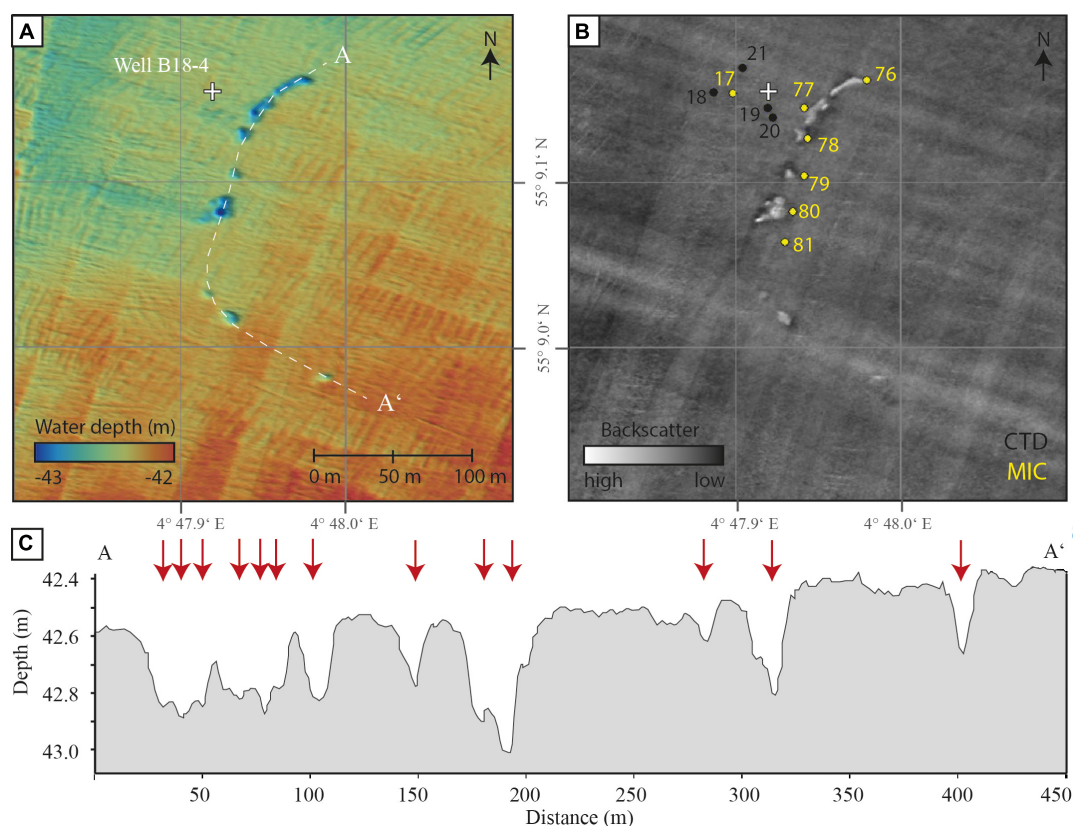 A
N
Well B18-4
A
A‘
Water depth (m)
-43 -42
0 m 50 m 100 m
55° 9.1‘ N
55° 9.0‘ N
4° 47.9° E 4° 48.0° E
B
N
21
76
17
77
18
19
20
78
79
80
81
Backscatter
high low
CTD
MIC
4° 47.9° E 4° 48.0° E
C
A A‘
42.4
42.6
42.8
43.0
Depth (m)
50 100 150 200 250 300 350 400 450
Distance (m)